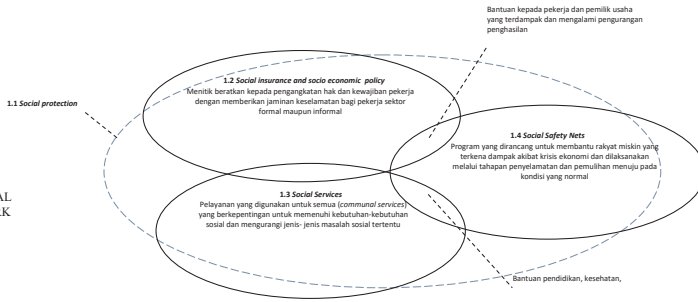 Bantuan kepada pekerja dan pemilik usaha
yang terdampak dan mengalami pengurangan
penghasilan
1.2 Social insurance and socio economic policy
Menitik beratkan kepada pengangkatan hak dan kewajiban pekerja
dengan memberikan jaminan keselamatan bagi pekerja sektor
formal maupun informal
1.1 Social protection
1.4 Social Safety Nets
Program yang dirancang untuk membantu rakyat miskin yang
terkena dampak akibat krisis ekonomi dan dilaksanakan
melalui tahapan penyelamatan dan pemulihan menuju pada
kondisi yang normal
1.3 Social Services
Pelayanan yang digunakan untuk semua (communal services)
yang berkepentingan untuk memenuhi kebutuhan-kebutuhan
sosial dan mengurangi jenis- jenis masalah sosial tertentu
AL
RK
Bantuan pendidikan, kesehatan,